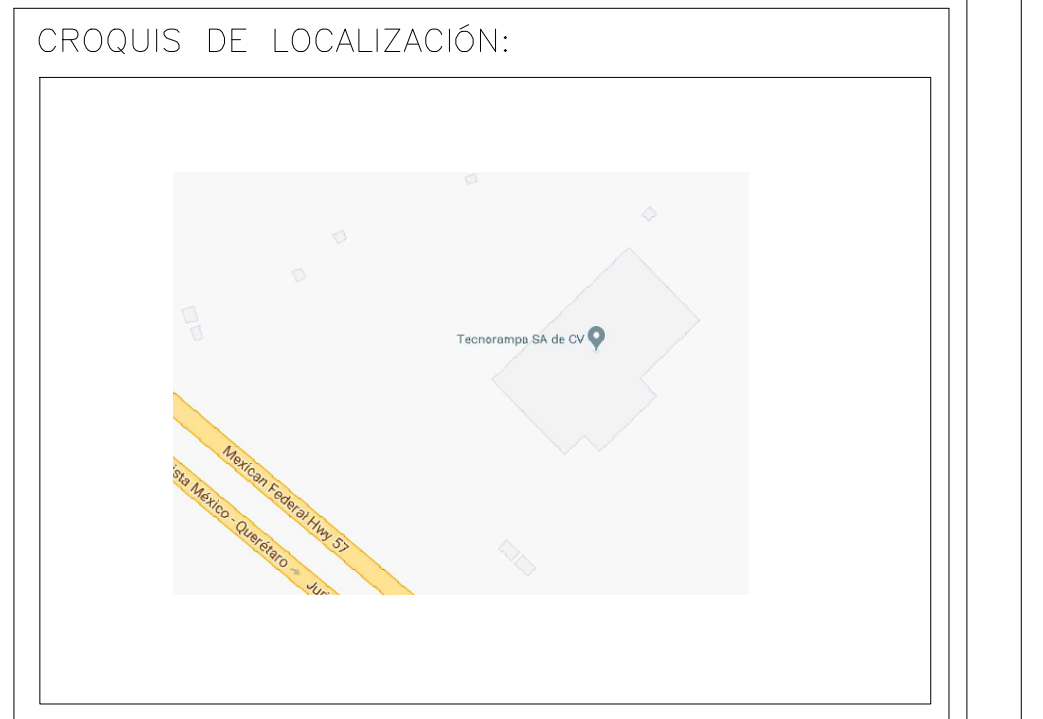 CROQUIS DE LOCALIZACIÓN:
Tecnorampa SA de CV
Mexican Federal Hwy 57
ista México - Querétaro